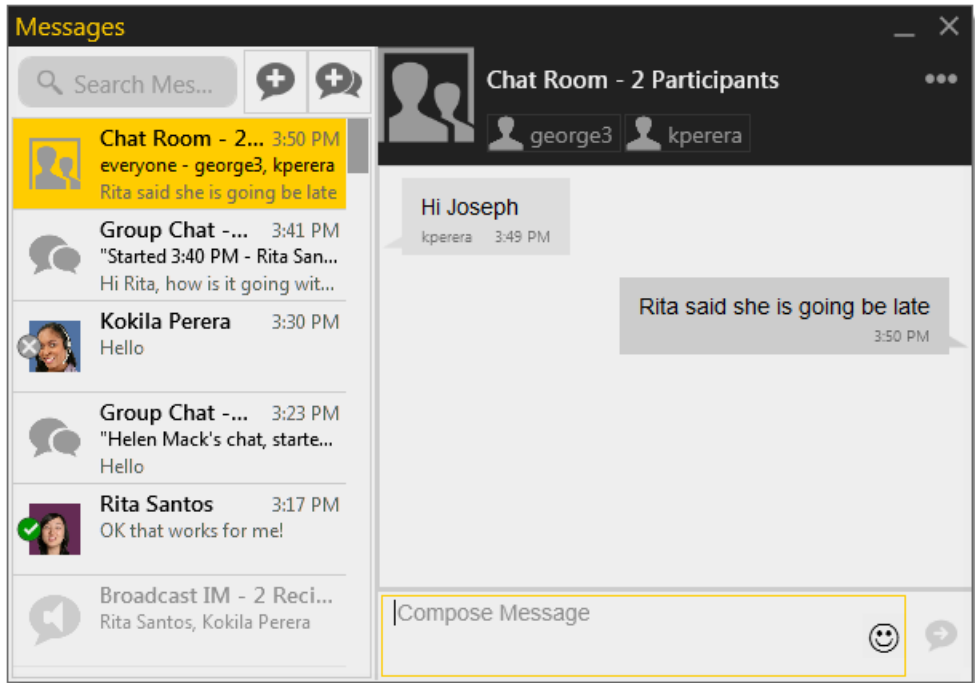 Messages
Search Mes...
Chat Room - 2... 3:50 PM
everyone - george3, kperera
Rita said she is going be late
Group Chat -... 3:41 PM
"Started 3:40 PM - Rita San...
Hi Rita, how is it going wit...
Kokila Perera 3:30 PM
Hello
Group Chat -... 3:23 PM
"Helen Mack's chat, starte...
Hello
Rita Santos 3:17 PM
OK that works for me!
Broadcast IM - 2 Reci...
Rita Santos, Kokila Perera
Chat Room - 2 Participants
george3 kperera
Hi Joseph
kperera 3:49 PM
Rita said she is going be late
3:50 PM
Compose Message